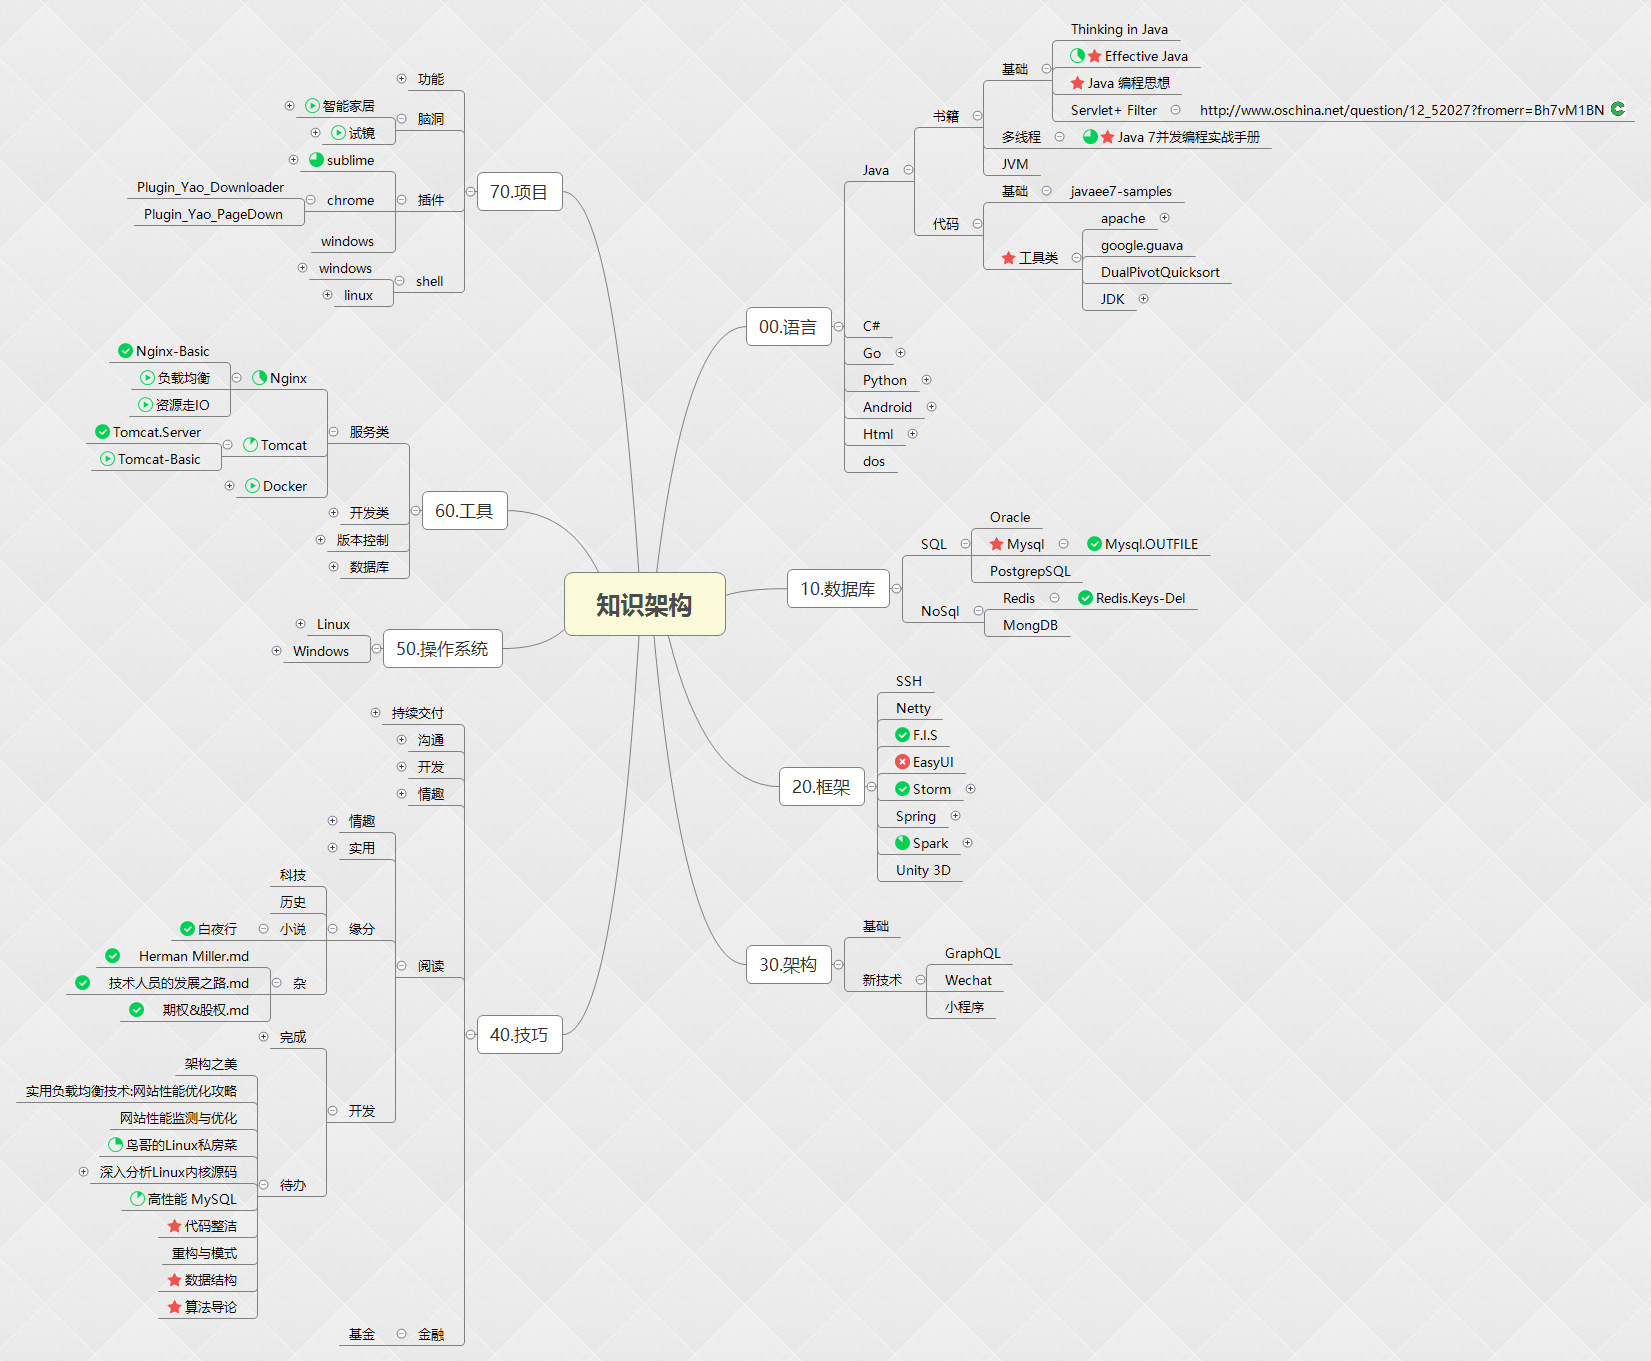 知识架构
00.语言
Java
书籍
基础
Thinking in Java
Effective Java
Java 编程思想
Servlet+ Filter
http://www.oschina.net/question/12_52027?fromerr=Bh7vM1BN
多线程
Java 7并发编程实战手册
JVM
代码
基础
javaee7-samples
工具类
apache
google.guava
DualPivotQuicksort
JDK
C#
Go
Python
Android
Html
dos
10.数据库
SQL
Oracle
Mysql
Mysql.OUTFILE
PostgrepSQL
NoSql
Redis
Redis.Keys-Del
MongDB
20.框架
SSH
Netty
F.I.S
EasyUI
Storm
Spring
Spark
Unity 3D
30.架构
基础
新技术
GraphQL
Wechat
小程序
40.技巧
持续交付
沟通
开发
情趣
阅读
情趣
实用
缘分
科技
历史
小说
白夜行
杂
Herman Miller.md
技术人员的发展之路.md
期权&股权.md
开发
完成
待办
架构之美
实用负载均衡技术:网站性能优化攻略
网站性能监测与优化
鸟哥的Linux私房菜
深入分析Linux内核源码
高性能 MySQL
代码整洁
重构与模式
数据结构
算法导论
金融
基金
50.操作系统
Linux
Windows
60.工具
服务类
Nginx
Nginx-Basic
负载均衡
资源走IO
Tomcat
Tomcat.Server
Tomcat-Basic
Docker
开发类
版本控制
数据库
70.项目
功能
脑洞
智能家居
试镜
插件
sublime
chrome
Plugin_Yao_Downloader
Plugin_Yao_PageDown
windows
shell
windows
linux